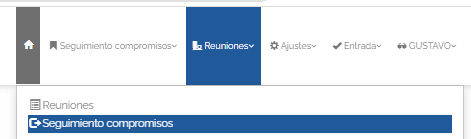 Seguimiento compromisos Reuniones Ajustes Entrada GUSTAVO
Reuniones
Seguimiento compromisos